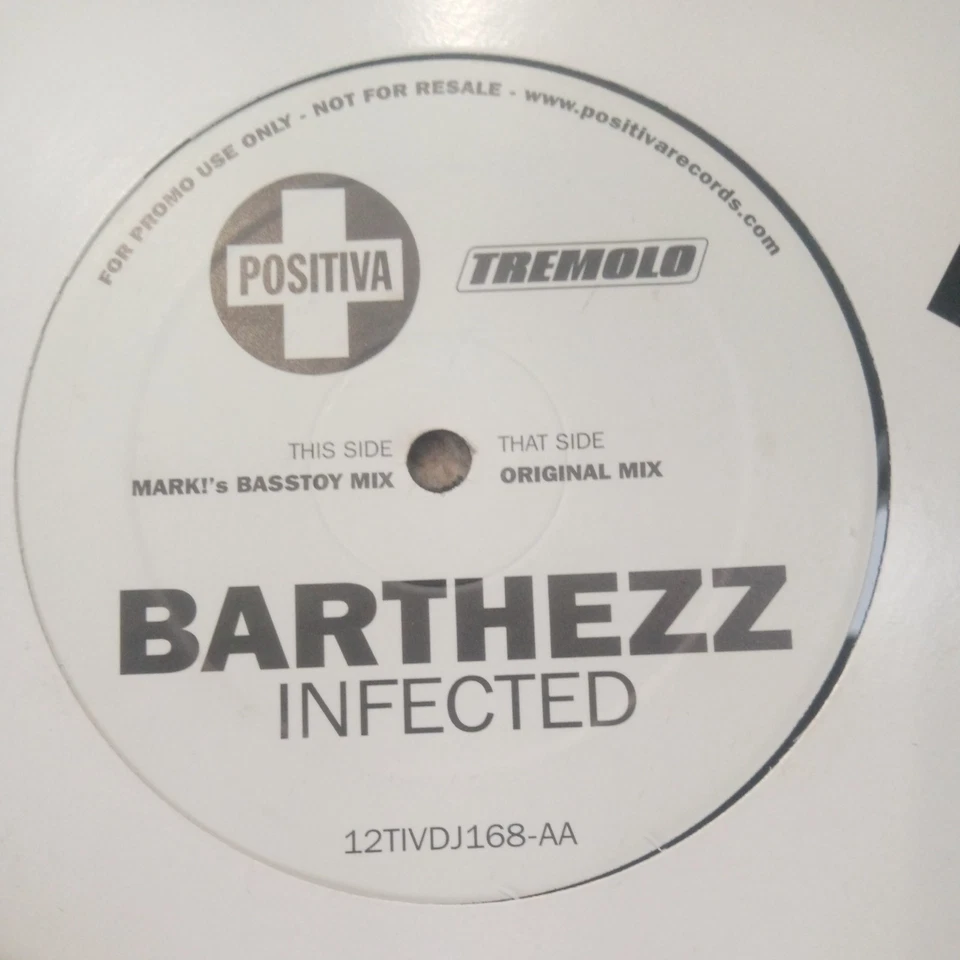 FOR PROMO USE ONLY - NOT FOR RESALE - www.positivarecords.com
POSITIVA
TREMOLO
THIS SIDE
MARK!'s BASSTOY MIX
THAT SIDE
ORIGINAL MIX
BARTHEZZ
INFECTED
12TIVDJ168-AA